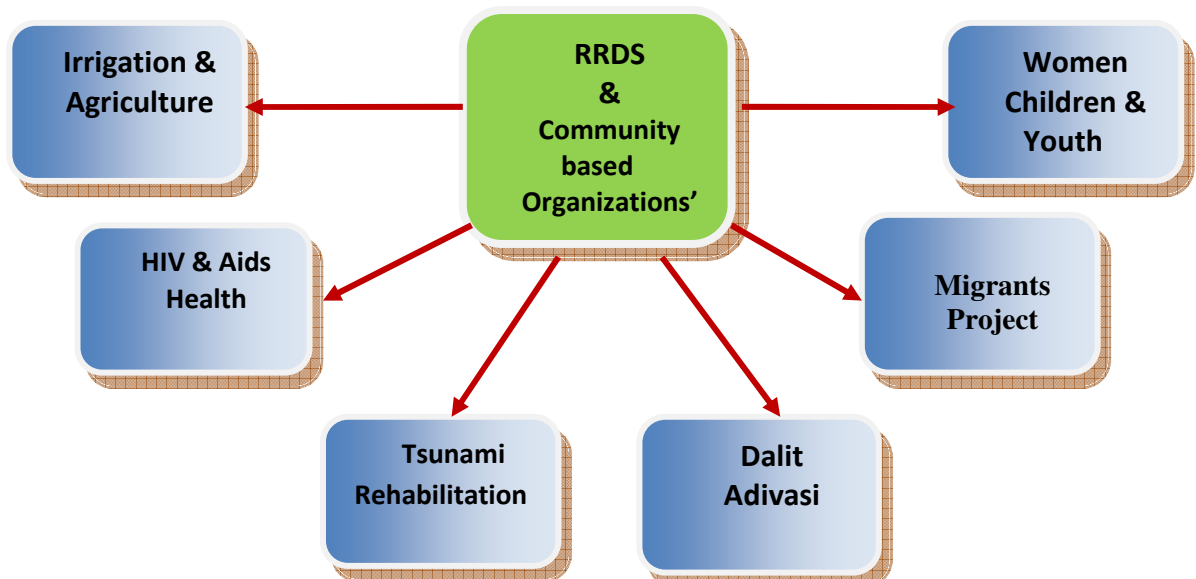 RRDS
&
Community
based
Organizations’
Irrigation &
Agriculture
Women
Children &
Youth
HIV & Aids
Health
Migrants
Project
Tsunami
Rehabilitation
Dalit
Adivasi